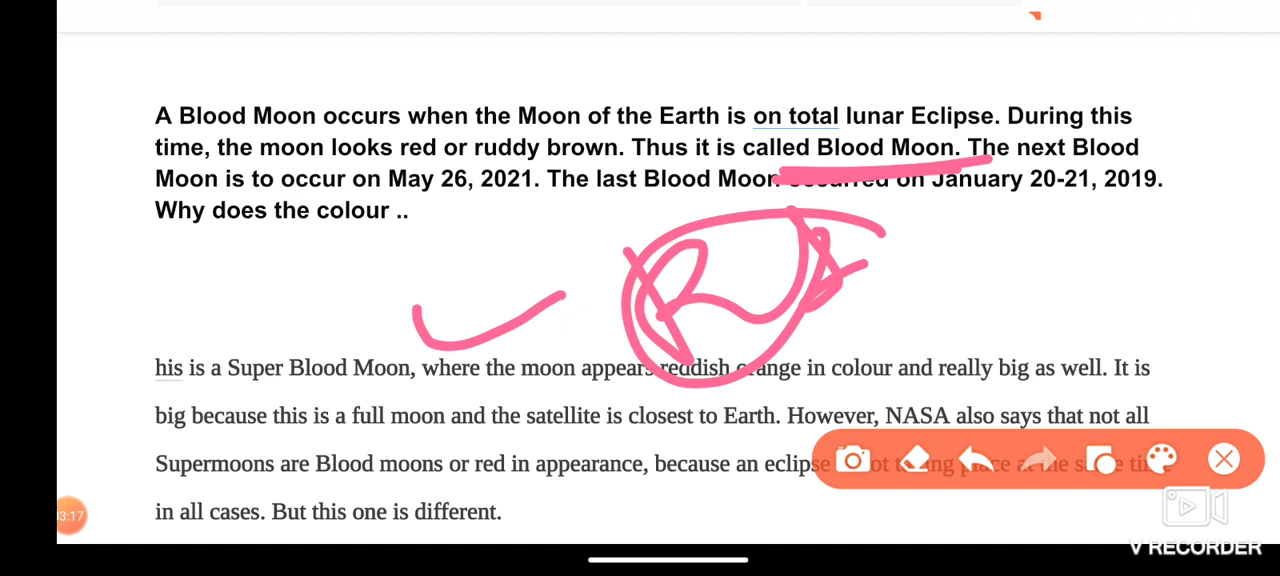 A Blood Moon occurs when the Moon of the Earth is on total lunar Eclipse. During this
time, the moon looks red or ruddy brown. Thus it is called Blood Moon. The next Blood
Moon is to occur on May 26, 2021. The last Blood Moon occurred on January 20-21, 2019.
Why does the colour ..
R
his is a Super Blood Moon, where the moon appears reddish orange in colour and really big as well. It is
big because this is a full moon and the satellite is closest to Earth. However, NASA also says that not all
Supermoons are Blood moons or red in appearance, because an eclipse
in all cases. But this one is different.
03:17
V RECORDER